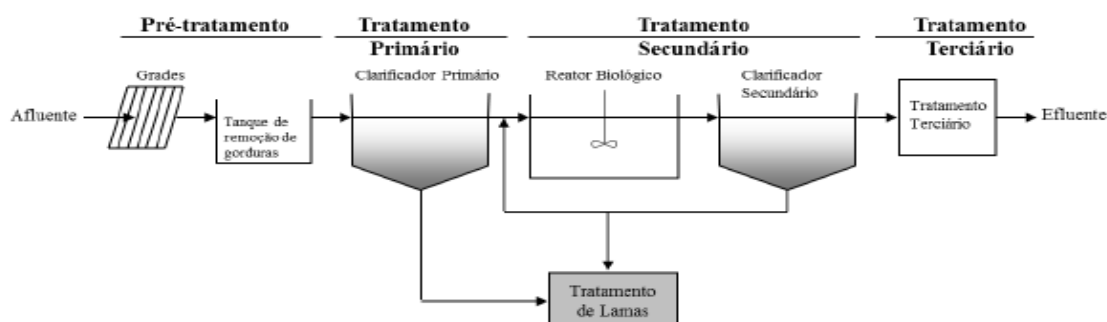 Pré-tratamento
Tratamento
Primário
Tratamento
Secundário
Tratamento
Terciário
Grades
Clarificador Primário
Reator Biológico
Clarificador
Secundário
Afluente
Tanque de
remoção de
gorduras
Tratamento
Terciário
Efluente
Tratamento
de Lamas